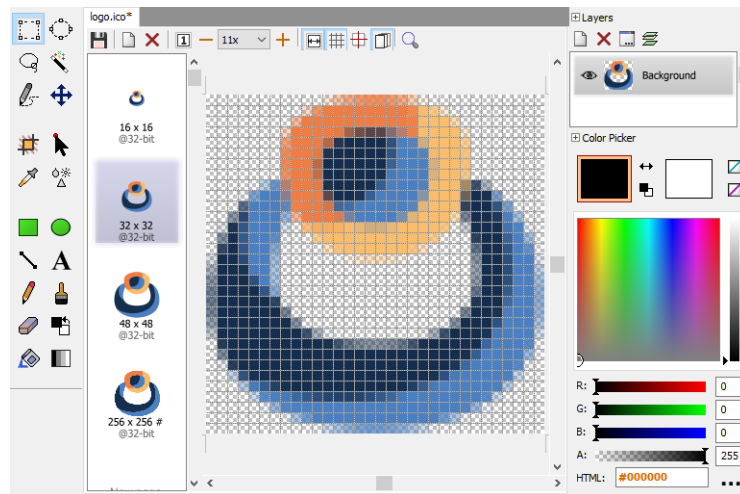 logo.ico*
Layers
1
11x
Background
16 x 16
@32-bit
Color Picker
32 x 32
@32-bit
A
48 x 48
@32-bit
256 x 256 #
@32-bit
R:
0
G:
0
B:
0
A:
255
HTML:
#000000
...